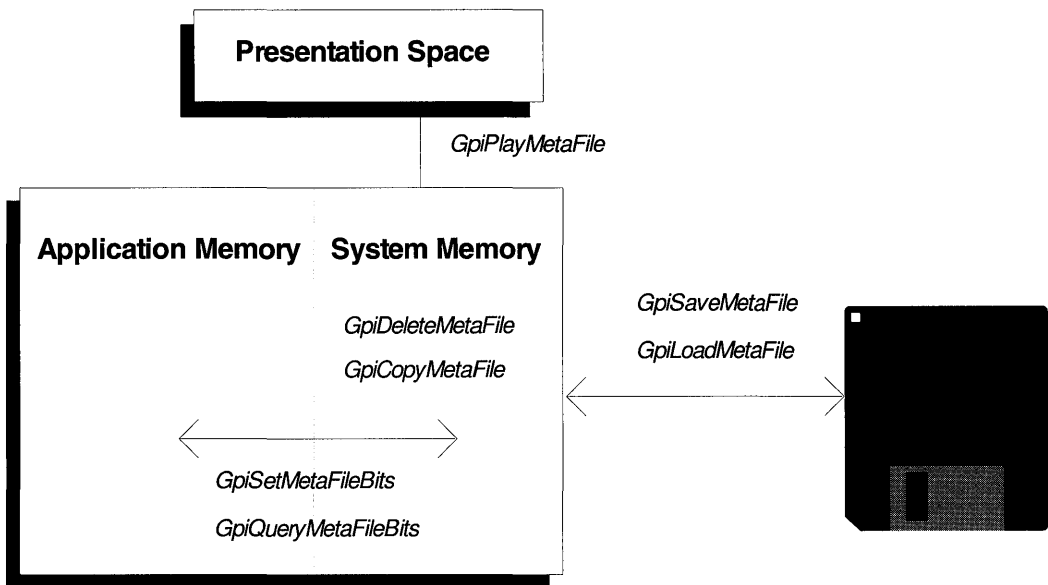 Presentation Space
GpiPlayMetaFile
Application Memory
System Memory
GpiDeleteMetaFile
GpiCopyMetaFile
GpiSetMetaFileBits
GpiQueryMetaFileBits
GpiSaveMetaFile
GpiLoadMetaFile